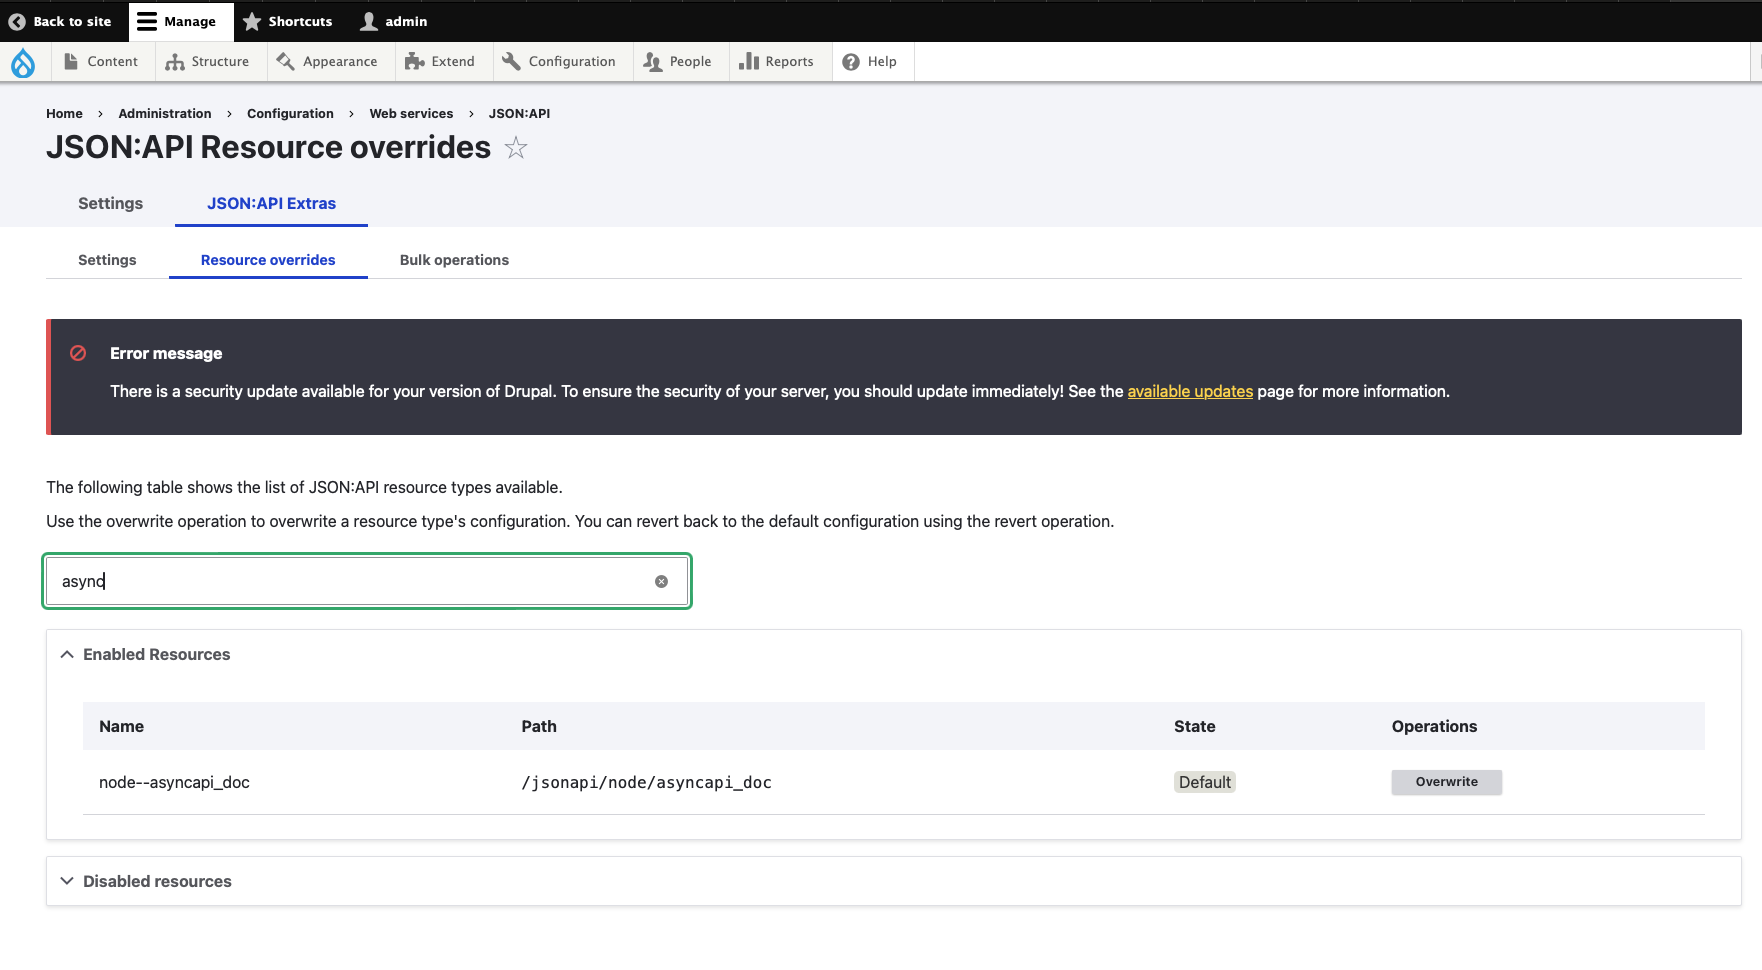 Back to site Manage Shortcuts admin
Content Structure Appearance Extend Configuration People Reports Help
Home › Administration › Configuration › Web services › JSON:API
JSON:API Resource overrides
Settings JSON:API Extras
Settings Resource overrides Bulk operations
Error message
There is a security update available for your version of Drupal. To ensure the security of your server, you should update immediately! See the available updates page for more information.
The following table shows the list of JSON:API resource types available.
Use the overwrite operation to overwrite a resource type's configuration. You can revert back to the default configuration using the revert operation.
async
Enabled Resources
Name Path State Operations
node--asyncapi_doc /jsonapi/node/asyncapi_doc Default Overwrite
Disabled resources